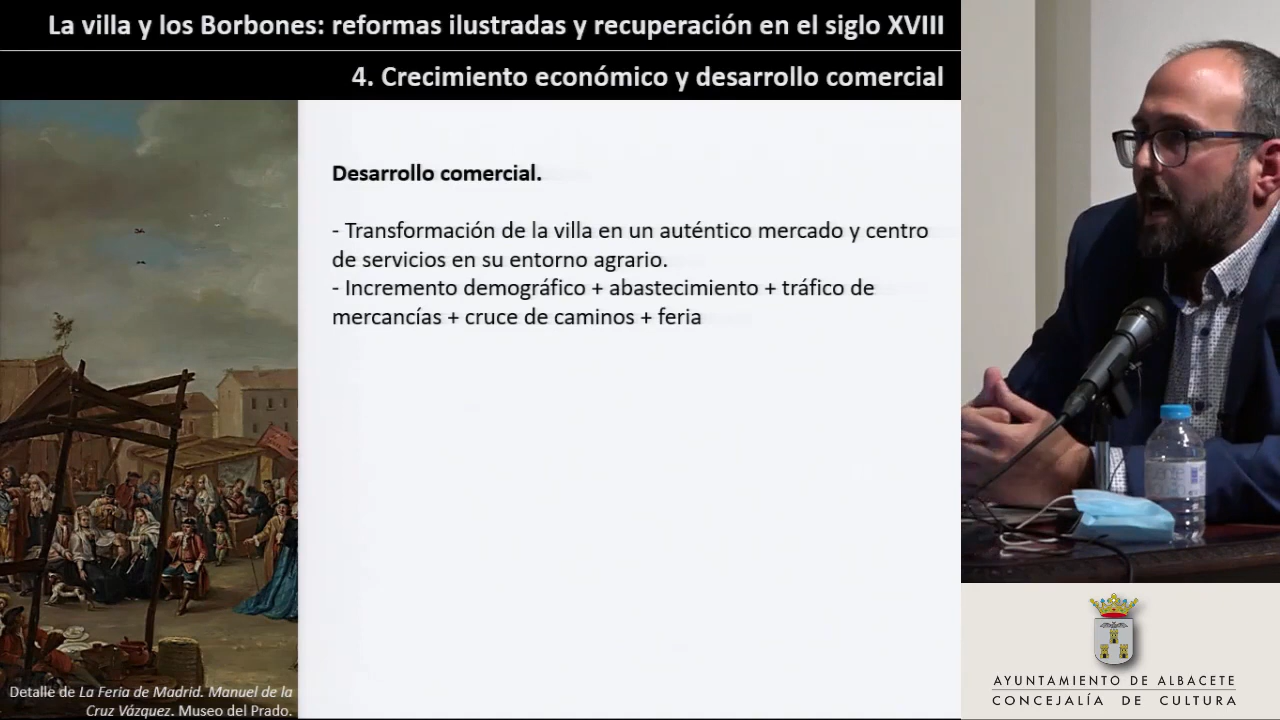 La villa y los Borbones: reformas ilustradas y recuperación en el siglo XVIII
4. Crecimiento económico y desarrollo comercial
Desarrollo comercial.
- Transformación de la villa en un auténtico mercado y centro
de servicios en su entorno agrario.
- Incremento demográfico + abastecimiento + tráfico de
mercancías + cruce de caminos + feria
Detalle de La Feria de Madrid. Manuel de la
Cruz Vázquez. Museo del Prado.
AYUNTAMIENTO DE ALBACETE
CONCEJALÍA DE CULTURA